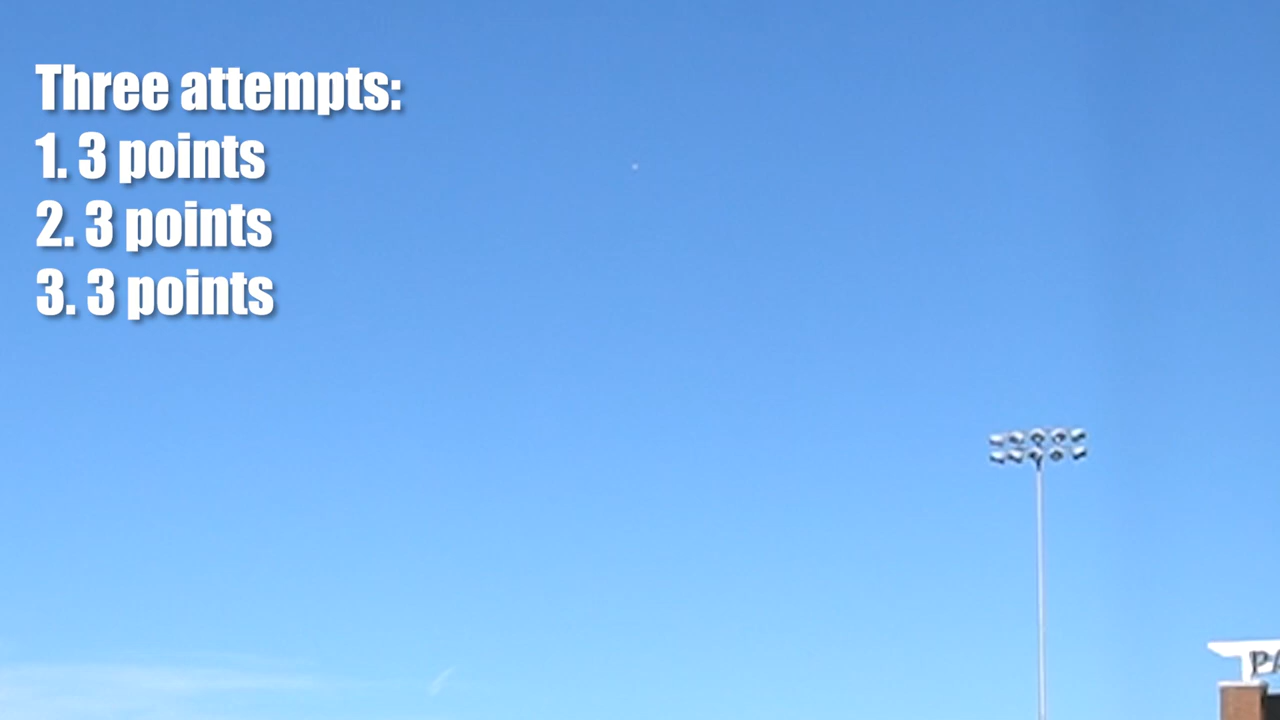 Three attempts:
1. 3 points
2. 3 points
3. 3 points